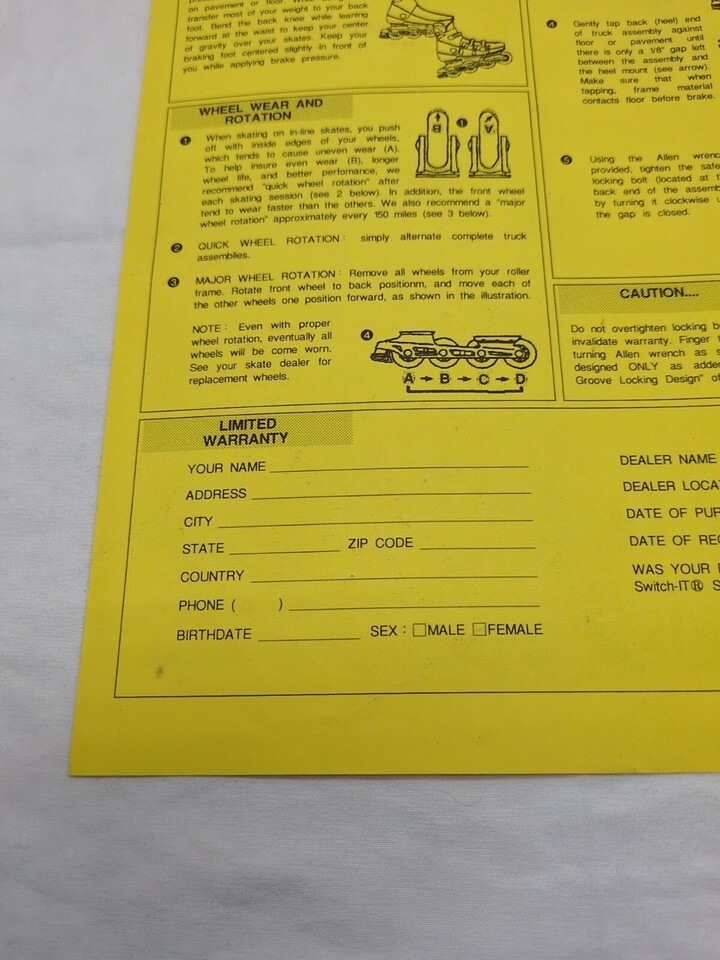 on pavement or floor.
transfer most of your weight to your back
foot. Bend the back knee while leaning
forward at the waist to keep your center
of gravity over your skates. Keep your
braking foot centered slightly in front of
you while applying brake pressure.
WHEEL WEAR AND
ROTATION
1 When skating on in-line skates, you push
off with inside edges of your wheels,
which tends to cause uneven wear (A).
To help insure even wear (B), longer
wheel life, and better perfomance, we
recommend "quick wheel rotation" after
each skating session (see 2 below). In addition, the front wheel
tend to wear faster than the others. We also recommend a "major
wheel rotation" approximately every 150 miles (see 3 below).
B 1 A
2 QUICK WHEEL ROTATION : simply alternate complete truck
assemblies.
3 MAJOR WHEEL ROTATION : Remove all wheels from your roller
frame. Rotate front wheel to back positionm, and move each of
the other wheels one position forward, as shown in the illustration.
NOTE : Even with proper
wheel rotation, eventually all
wheels will be come worn.
See your skate dealer for
replacement wheels.
4
A → B → C → D
4 Gently tap back (heel) end
of truck assembly against
floor or pavement until
there is only a 1/8" gap left
between the assembly and
the heel mount (see arrow).
Make sure that when
tapping, frame material
contacts floor before brake.
5 Using the Allen wrenc
provided, tighten the safe
locking bolt (located at t
back end of the assemb
by turning it clockwise u
the gap is closed.
CAUTION....
Do not overtighten locking b
invalidate warranty. Finger t
turning Allen wrench as s
designed ONLY as added
Groove Locking Design" of
LIMITED
WARRANTY
YOUR NAME
ADDRESS
CITY
STATE ZIP CODE
COUNTRY
PHONE ( )
BIRTHDATE SEX : □MALE □FEMALE
DEALER NAME
DEALER LOCA
DATE OF PUR
DATE OF REC
WAS YOUR
Switch-IT® S